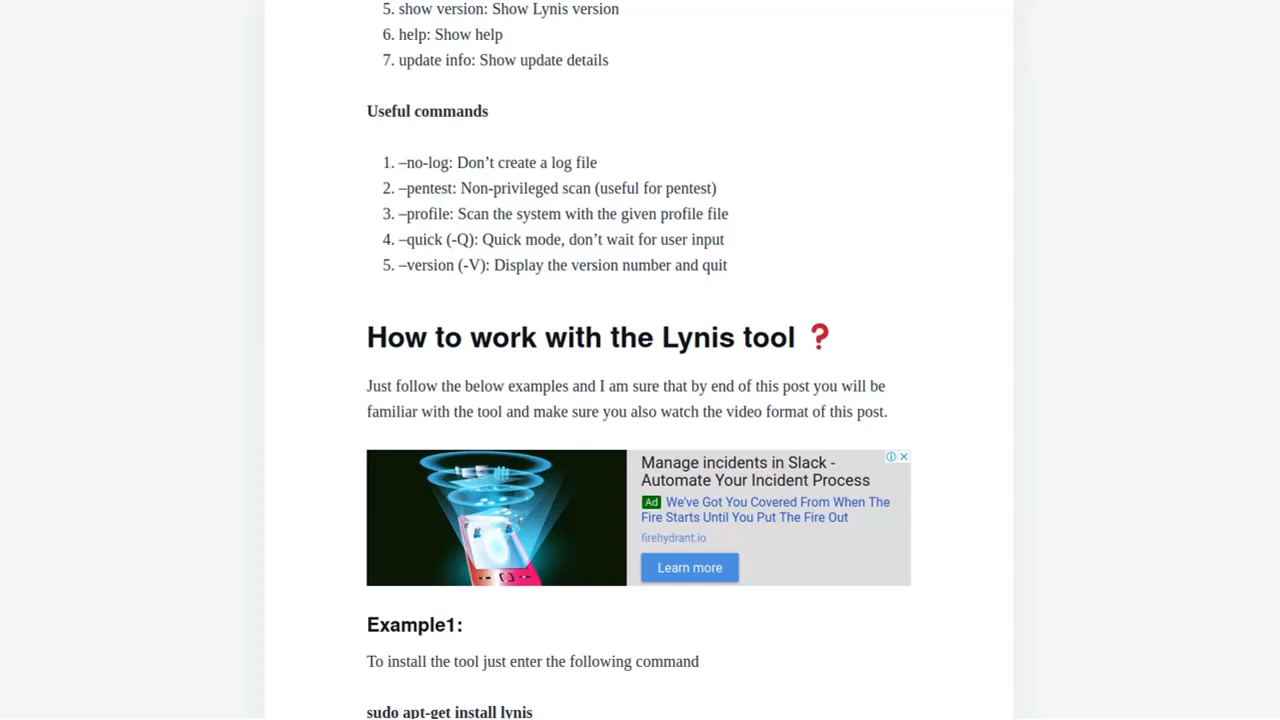 5. show version: Show Lynis version
6. help: Show help
7. update info: Show update details
Useful commands
1. –no-log: Don’t create a log file
2. –pentest: Non-privileged scan (useful for pentest)
3. –profile: Scan the system with the given profile file
4. –quick (-Q): Quick mode, don’t wait for user input
5. –version (-V): Display the version number and quit
How to work with the Lynis tool ❓
Just follow the below examples and I am sure that by end of this post you will be
familiar with the tool and make sure you also watch the video format of this post.
Manage incidents in Slack -
Automate Your Incident Process
Ad We've Got You Covered From When The
Fire Starts Until You Put The Fire Out
firehydrant.io
Learn more
Example1:
To install the tool just enter the following command
sudo apt-get install lynis